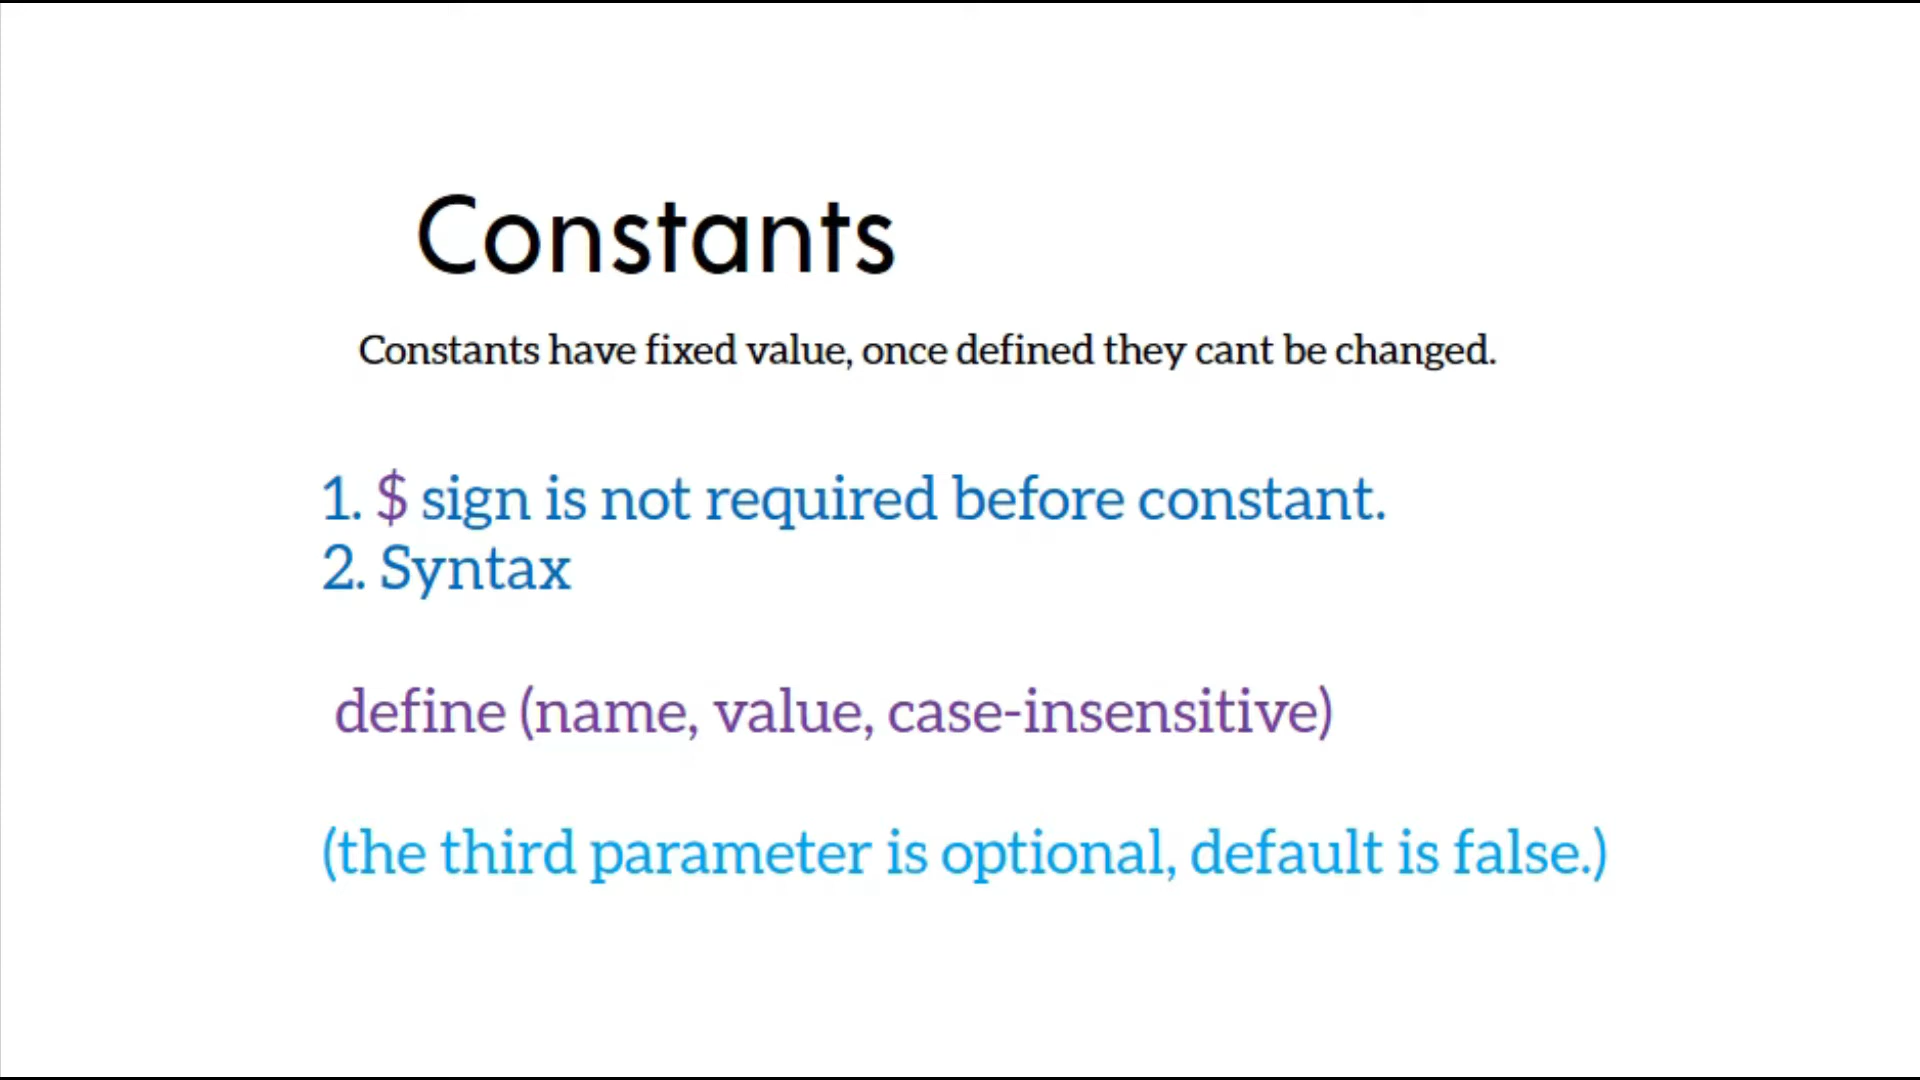 Constants
Constants have fixed value, once defined they cant be changed.
1. $ sign is not required before constant.
2. Syntax
define (name, value, case-insensitive)
(the third parameter is optional, default is false.)